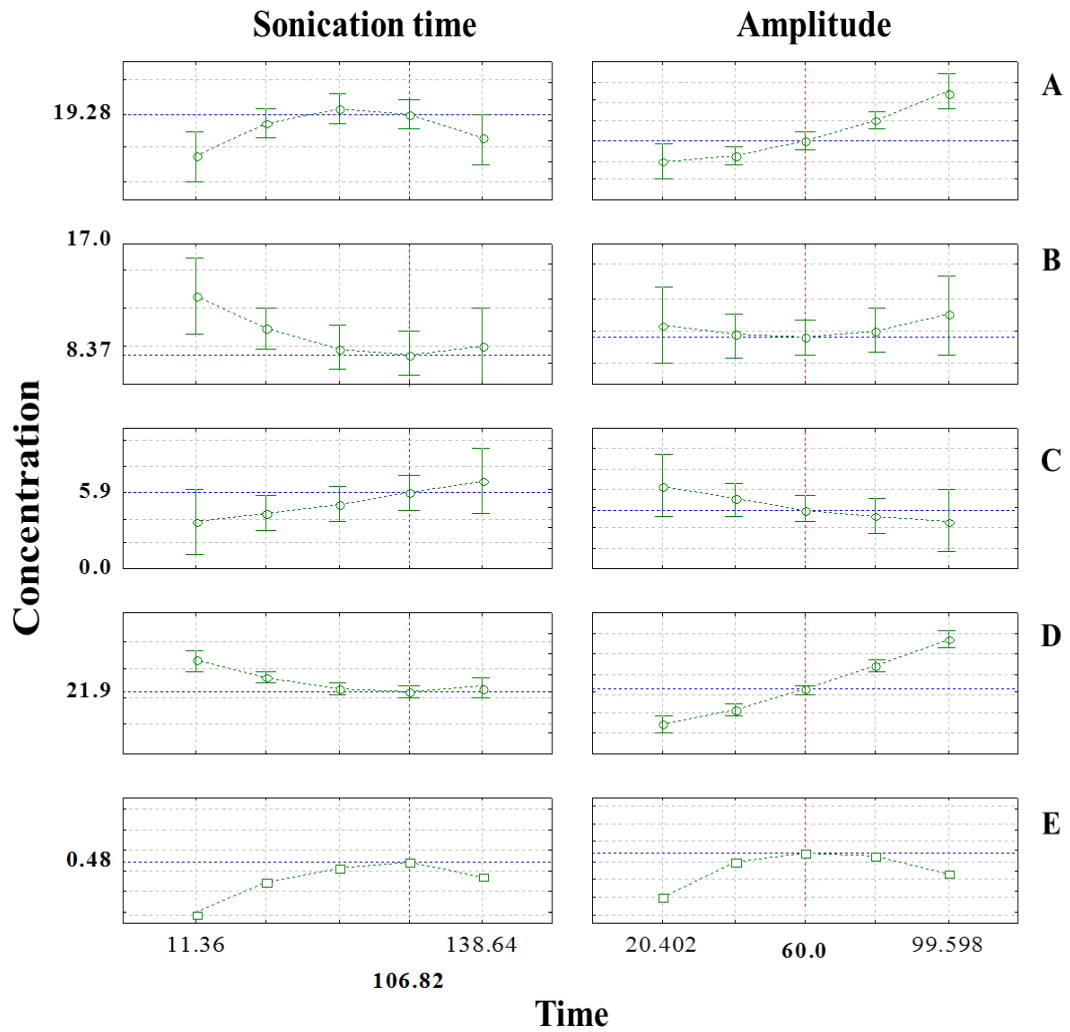 Sonication time
Amplitude
A
19.28
17.0
B
8.37
Concentration
C
5.9
0.0
D
21.9
E
0.48
11.36
138.64
20.402
60.0
99.598
106.82
Time